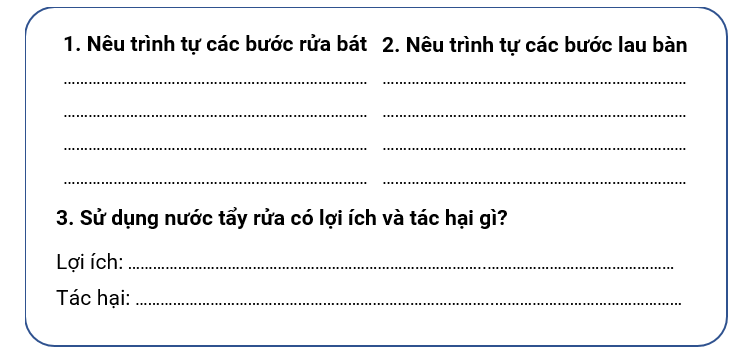 1. Nêu trình tự các bước rửa bát
2. Nêu trình tự các bước lau bàn
........................................................................
........................................................................
........................................................................
........................................................................
........................................................................
........................................................................
........................................................................
........................................................................
3. Sử dụng nước tẩy rửa có lợi ích và tác hại gì?
Lợi ích: ................................................................................................................................
Tác hại: ................................................................................................................................